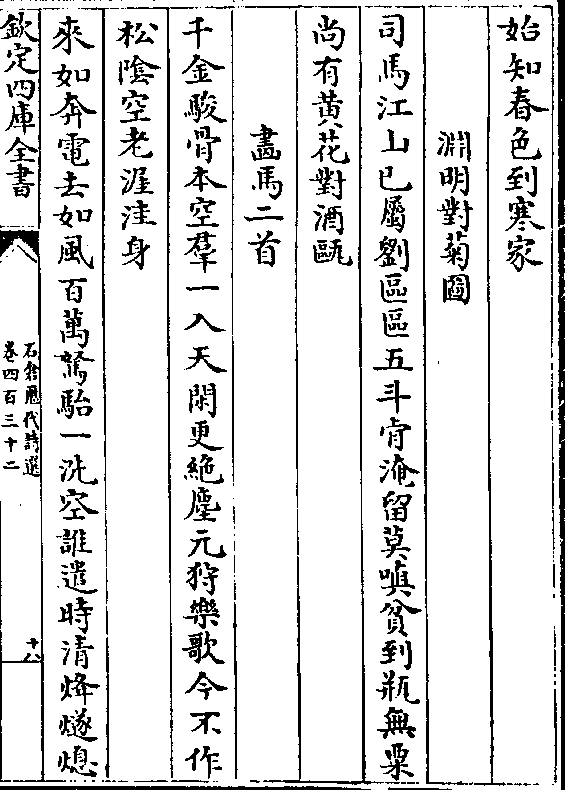 始知春色到寒家
淵明對菊圖
司馬江山已屬劉區區五斗肯淹留莫嗔貧到瓶無粟
尚有黄花對酒甌
畫馬二首
千金駿骨本空羣一入天閑更絶塵元狩樂歌今不作
松陰空老渥洼身
來如奔電去如風百萬駑駘一洗空誰遣時清烽燧熄
欽定四庫全書
石倉歷代詩選
卷四百三十二
十八